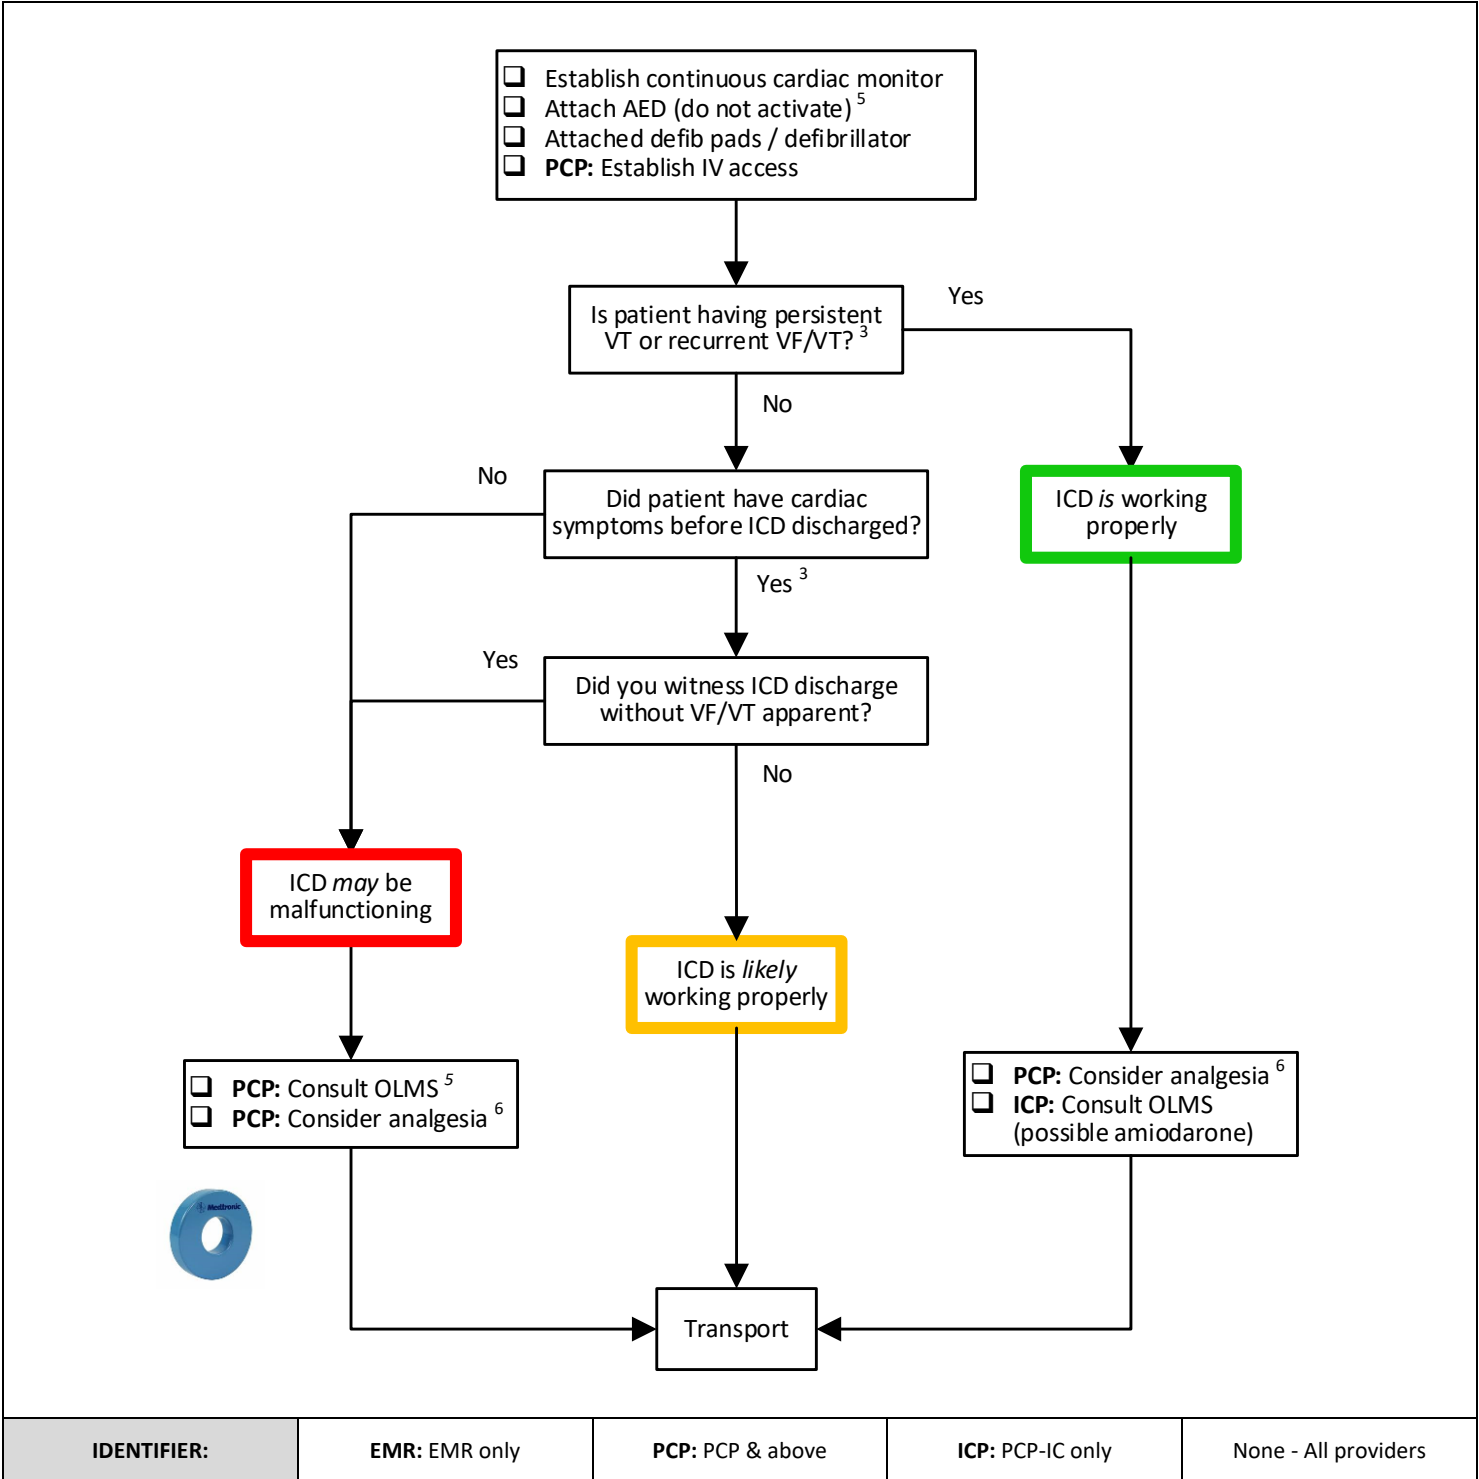 ❑ Establish continuous cardiac monitor
❑ Attach AED (do not activate) 5
❑ Attached defib pads / defibrillator
❑ PCP: Establish IV access
Is patient having persistent
VT or recurrent VF/VT? 3
Yes
No
Did patient have cardiac
symptoms before ICD discharged?
No
ICD is working
properly
Yes 3
Did you witness ICD discharge
without VF/VT apparent?
Yes
No
ICD may be
malfunctioning
ICD is likely
working properly
❑ PCP: Consult OLMS 5
❑ PCP: Consider analgesia 6
❑ PCP: Consider analgesia 6
❑ ICP: Consult OLMS
(possible amiodarone)
Medtronic
Transport
IDENTIFIER:
EMR: EMR only
PCP: PCP & above
ICP: PCP-IC only
None - All providers